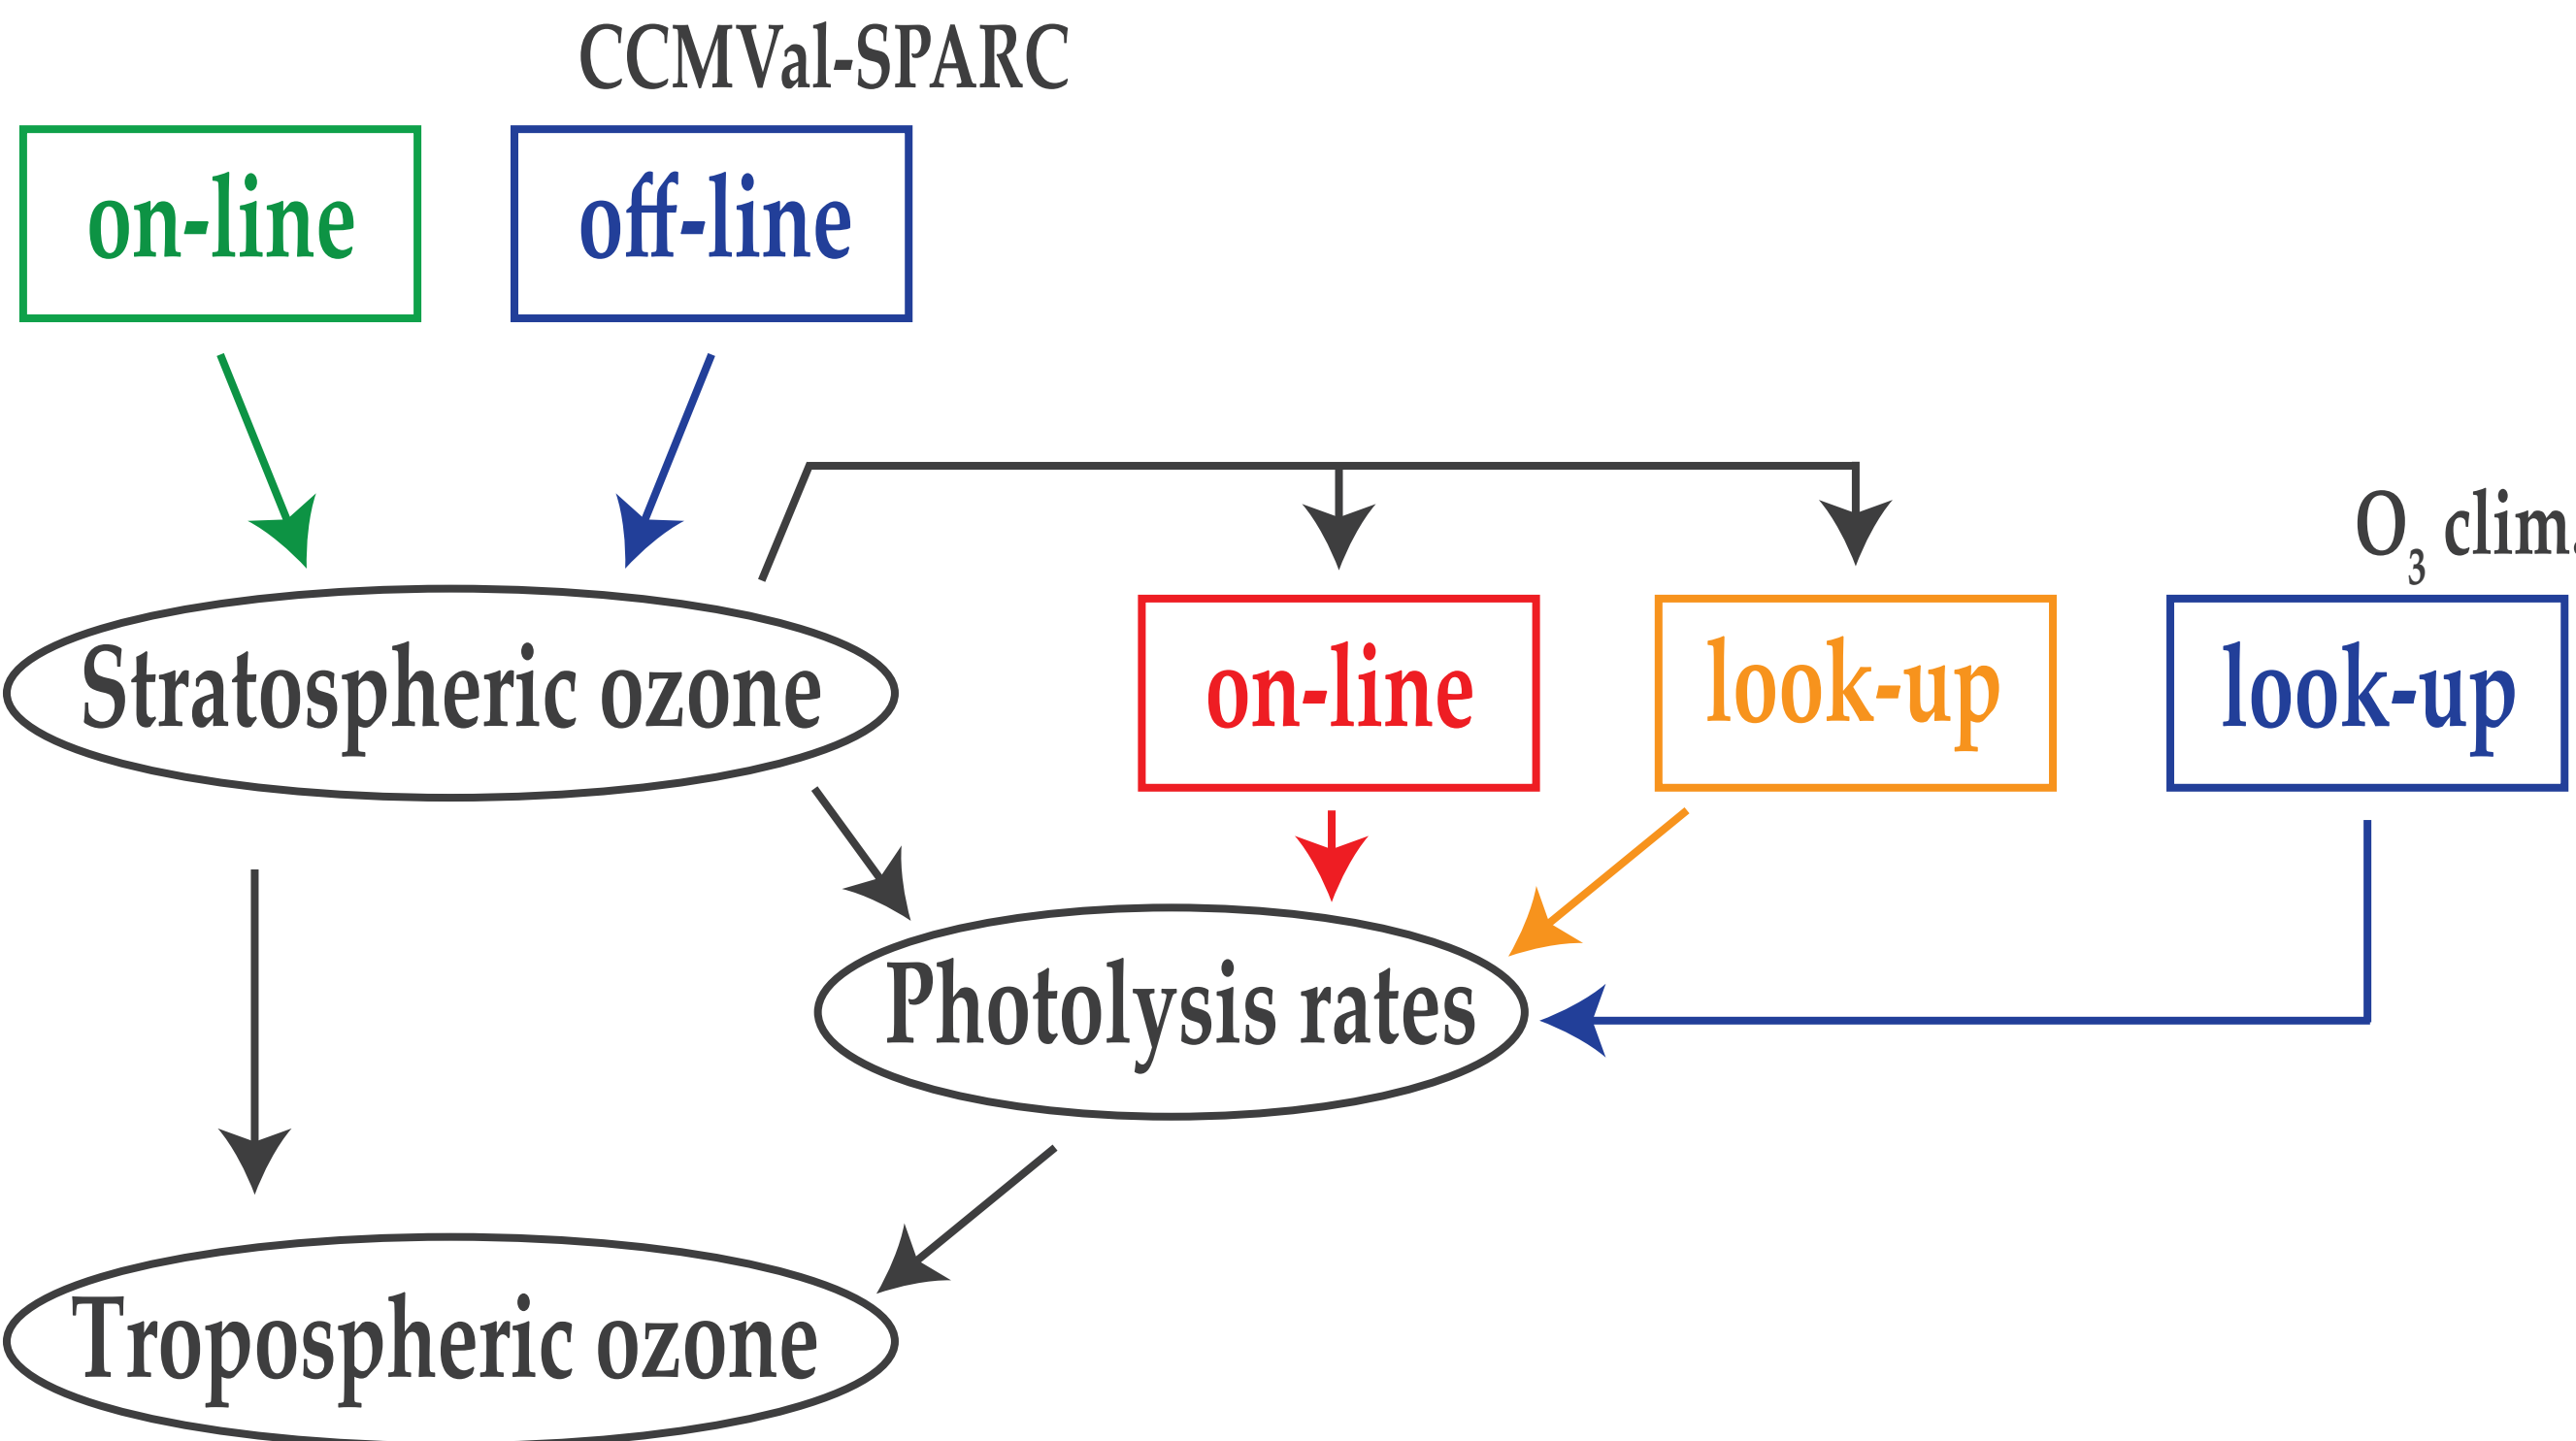 CCMVal-SPARC
on-line
off-line
O3 clim.
Stratospheric ozone
on-line
look-up
look-up
Photolysis rates
Tropospheric ozone